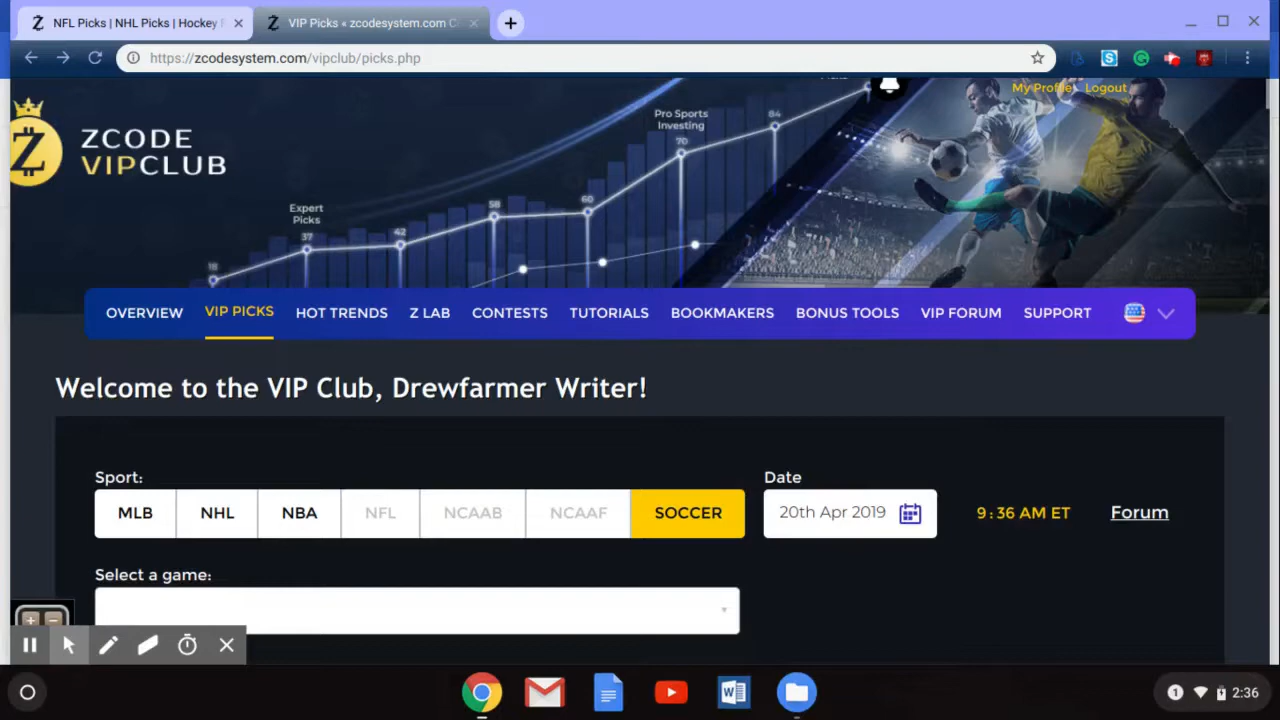 NFL Picks | NHL Picks | Hockey
VIP Picks « zcodesystem.com
https://zcodesystem.com/vipclub/picks.php
My Profile
Logout
ZCODE
VIPCLUB
18
Expert
Picks
37
42
58
60
Pro Sports
Investing
70
84
OVERVIEW
VIP PICKS
HOT TRENDS
Z LAB
CONTESTS
TUTORIALS
BOOKMAKERS
BONUS TOOLS
VIP FORUM
SUPPORT
Welcome to the VIP Club, Drewfarmer Writer!
Sport:
Date
MLB
NHL
NBA
NFL
NCAAB
NCAAF
SOCCER
20th Apr 2019
9:36 AM ET
Forum
Select a game:
1
2:36